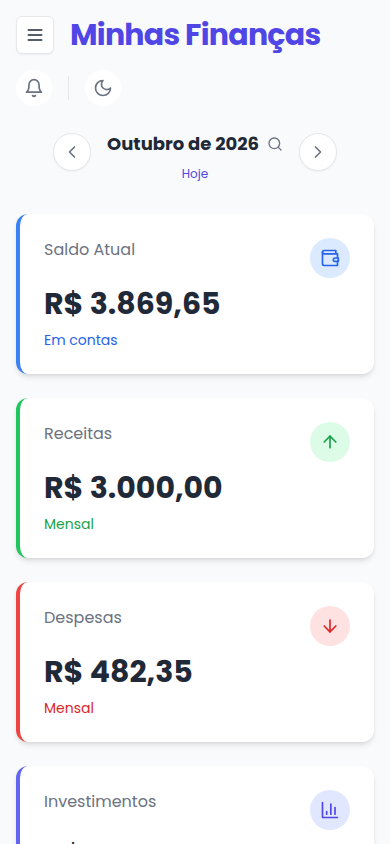 Minhas Finanças
Outubro de 2026
Hoje
Saldo Atual
R$ 3.869,65
Em contas
Receitas
R$ 3.000,00
Mensal
Despesas
R$ 482,35
Mensal
Investimentos